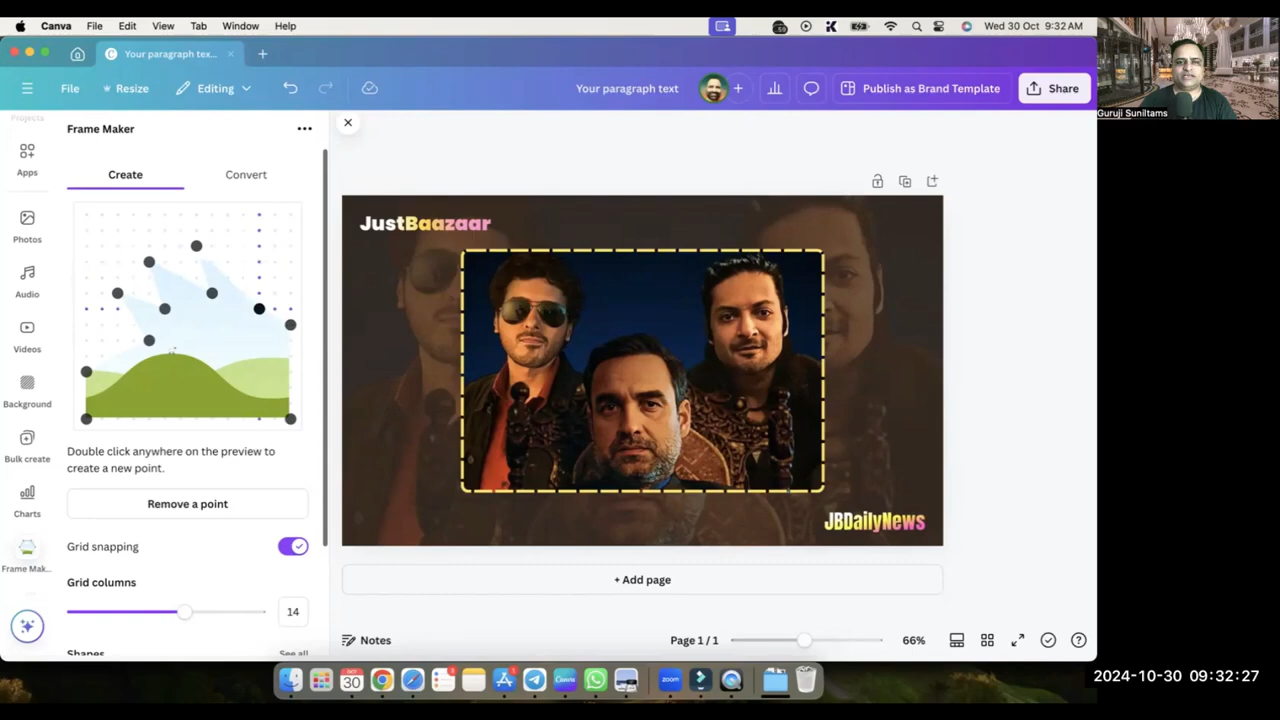 Canva File Edit View Tab Window Help Wed 30 Oct 9:32 AM
Your paragraph tex...
File Resize Editing Your paragraph text Publish as Brand Template Share
Guruji Suniltams
Projects
Apps
Photos
Audio
Videos
Background
Bulk create
Charts
Frame Mak...
Frame Maker
Create Convert
Double click anywhere on the preview to
create a new point.
Remove a point
Grid snapping
Grid columns
14
Shapes See all
JustBaazaar
JBDailyNews
+ Add page
Notes Page 1 / 1 66%
OCT
30
zoom
Canva
2024-10-30 09:32:27